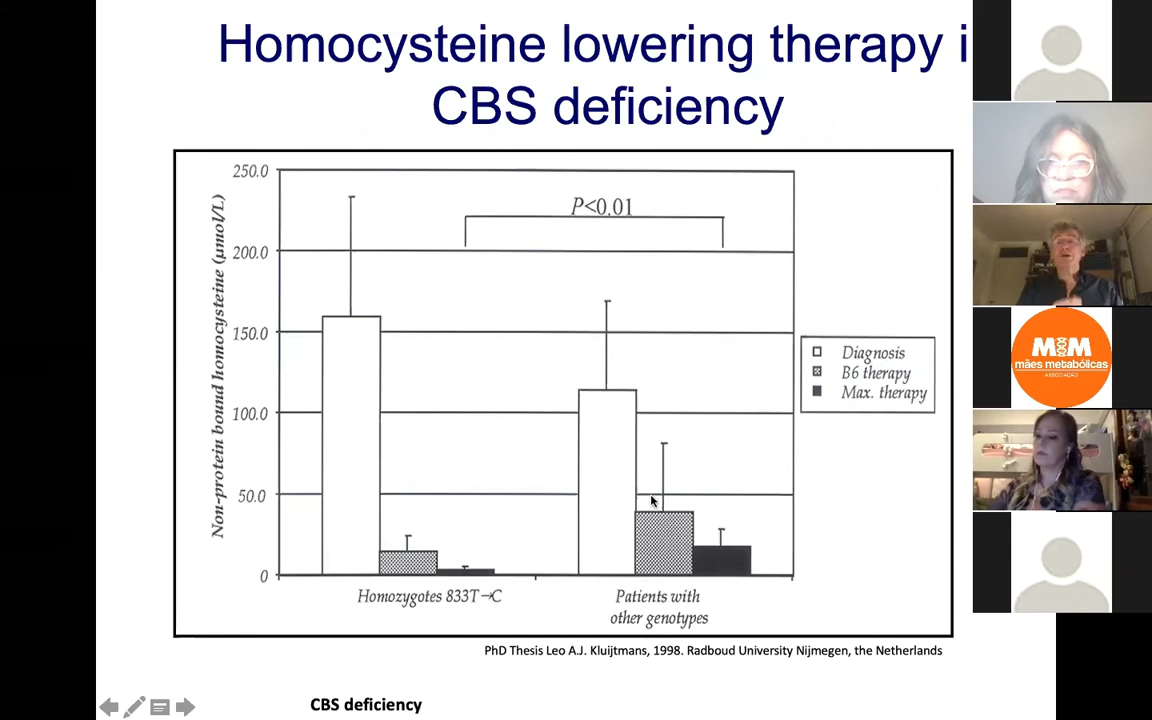 Homocysteine lowering therapy i
CBS deficiency
250.0
200.0
150.0
100.0
50.0
0
Non-protein bound homocysteine (µmol/L)
P<0.01
Diagnosis
B6 therapy
Max. therapy
Homozygotes 833T→C
Patients with
other genotypes
PhD Thesis Leo A.J. Kluijtmans, 1998. Radboud University Nijmegen, the Netherlands
CBS deficiency
MM
mães metabólicas
ASSOCIAÇÃO